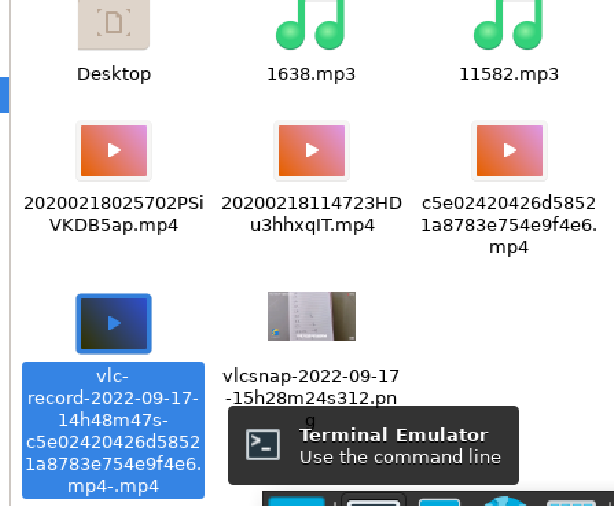 Desktop
1638.mp3
11582.mp3
20200218025702PSi
VKDB5ap.mp4
20200218114723HD
u3hhxqIT.mp4
c5e02420426d5852
1a8783e754e9f4e6.
mp4
vlc-
record-2022-09-17-
14h48m47s-
c5e02420426d5852
1a8783e754e9f4e6.
mp4-.mp4
vlcsnap-2022-09-17
-15h28m24s312.pn
g
Terminal Emulator
Use the command line